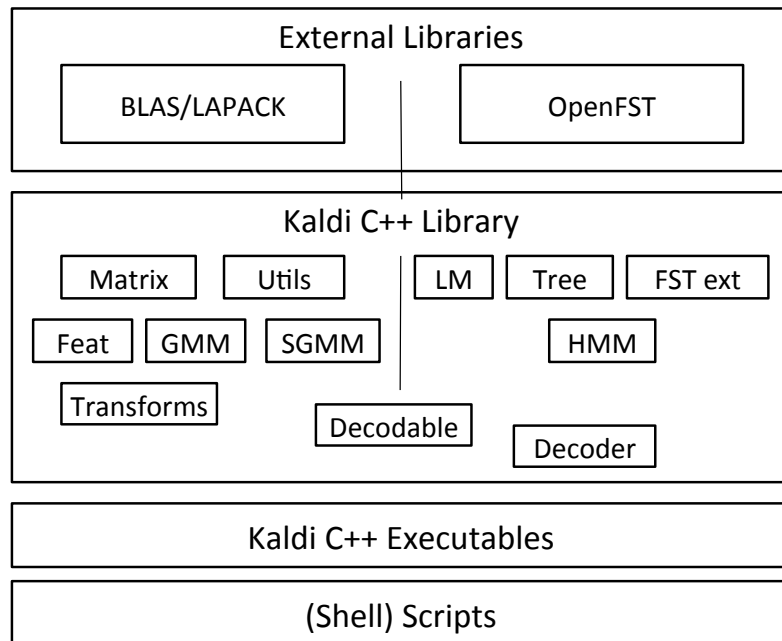 External Libraries
BLAS/LAPACK
OpenFST
Kaldi C++ Library
Matrix
Utils
LM
Tree
FST ext
Feat
GMM
SGMM
HMM
Transforms
Decodable
Decoder
Kaldi C++ Executables
(Shell) Scripts